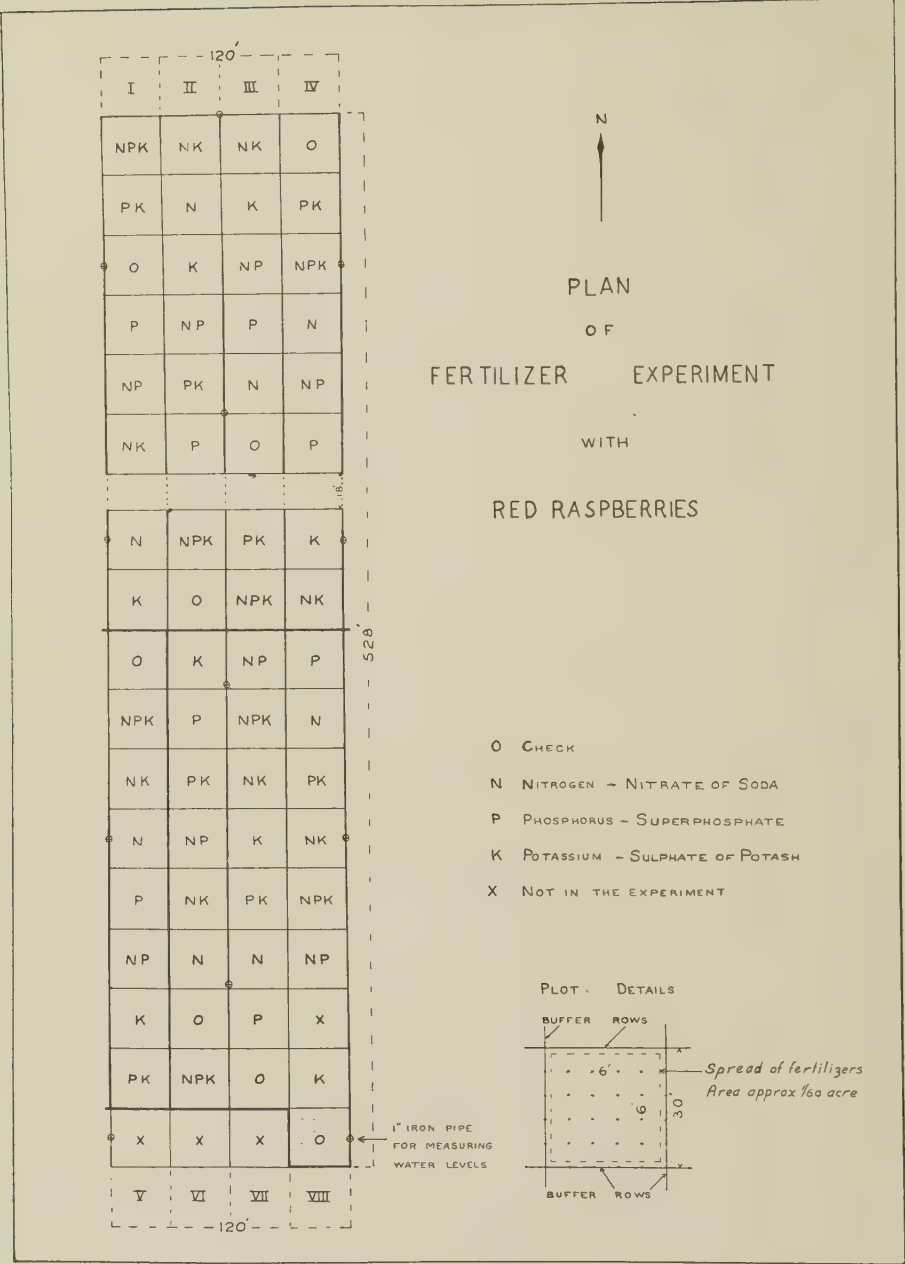 120'
I II III IV
NPK NK NK O
PK N K PK
O K NP NPK
P NP P N
NP PK N NP
NK P O P
18'
N NPK PK K
K O NPK NK
O K NP P
NPK P NPK N
NK PK NK PK
N NP K NK
P NK PK NPK
NP N N NP
K O P X
PK NPK O K
X X X O
V VI VII VIII
120'
528'
N
PLAN
OF
FERTILIZER EXPERIMENT
WITH
RED RASPBERRIES
O CHECK
N NITROGEN - NITRATE OF SODA
P PHOSPHORUS - SUPERPHOSPHATE
K POTASSIUM - SULPHATE OF POTASH
X NOT IN THE EXPERIMENT
1" IRON PIPE
FOR MEASURING
WATER LEVELS
PLOT DETAILS
BUFFER ROWS
6'
6'
30'
Spread of fertilizers
Area approx 1/60 acre
BUFFER ROWS